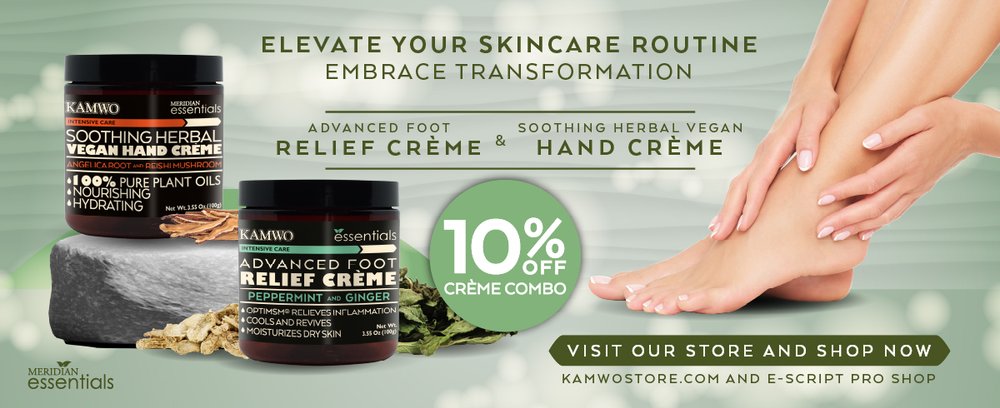 ELEVATE YOUR SKINCARE ROUTINE
EMBRACE TRANSFORMATION
ADVANCED FOOT
RELIEF CRÈME
&
SOOTHING HERBAL VEGAN
HAND CRÈME
KAMWO
MERIDIAN
essentials
INTENSIVE CARE
SOOTHING HERBAL
VEGAN HAND CREME
ANGELICA ROOT AND REISHI MUSHROOM
100% PURE PLANT OILS
NOURISHING
HYDRATING
Net Wt. 3.55 Oz (100g)
KAMWO
essentials
INTENSIVE CARE
ADVANCED FOOT
RELIEF CRÈME
PEPPERMINT AND GINGER
OPTIMSM® RELIEVES INFLAMMATION
COOLS AND REVIVES
MOISTURIZES DRY SKIN
Net Wt.
3.55 Oz (100g)
10% OFF
CRÈME COMBO
VISIT OUR STORE AND SHOP NOW
KAMWOSTORE.COM AND E-SCRIPT PRO SHOP
MERIDIAN
essentials